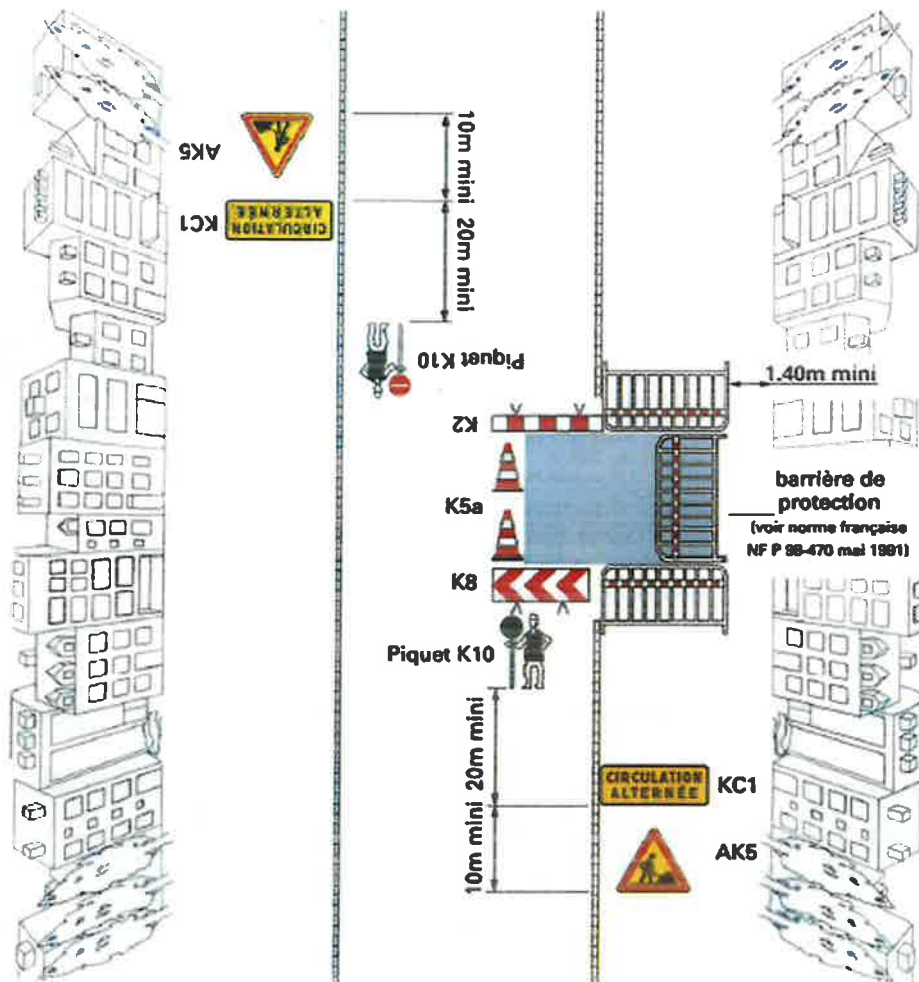 AK5
10m mini
KC1
CIRCULATION
ALTERNÉE
20m mini
Piquet K10
1.40m mini
K2
K5a
barrière de
protection
(voir norme française
NF P 98-470 mai 1991)
K8
Piquet K10
20m mini
CIRCULATION
ALTERNÉE
KC1
10m mini
AK5